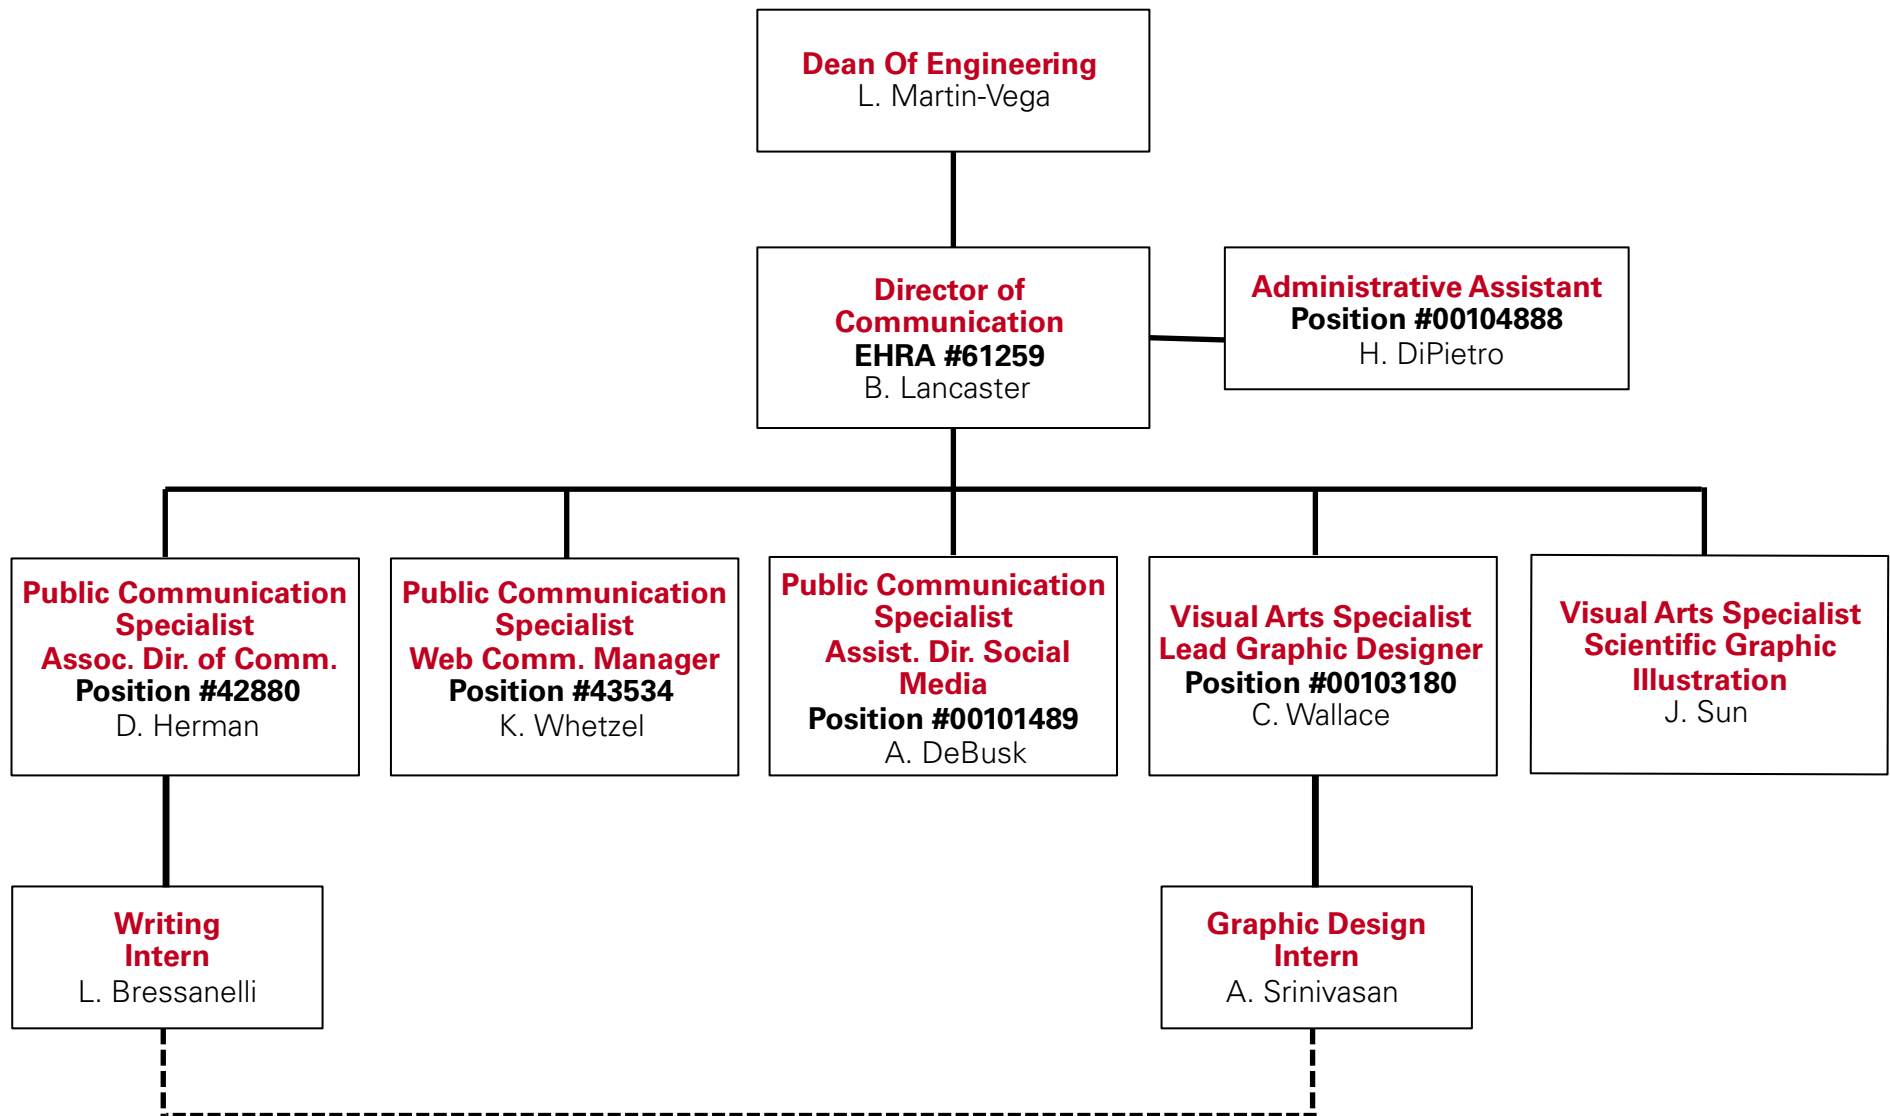 Dean Of Engineering
L. Martin-Vega
Director of
Communication
EHRA #61259
B. Lancaster
Administrative Assistant
Position #00104888
H. DiPietro
Public Communication
Specialist
Assoc. Dir. of Comm.
Position #42880
D. Herman
Public Communication
Specialist
Web Comm. Manager
Position #43534
K. Whetzel
Public Communication
Specialist
Assist. Dir. Social
Media
Position #00101489
A. DeBusk
Visual Arts Specialist
Lead Graphic Designer
Position #00103180
C. Wallace
Visual Arts Specialist
Scientific Graphic
Illustration
J. Sun
Writing
Intern
L. Bressanelli
Graphic Design
Intern
A. Srinivasan